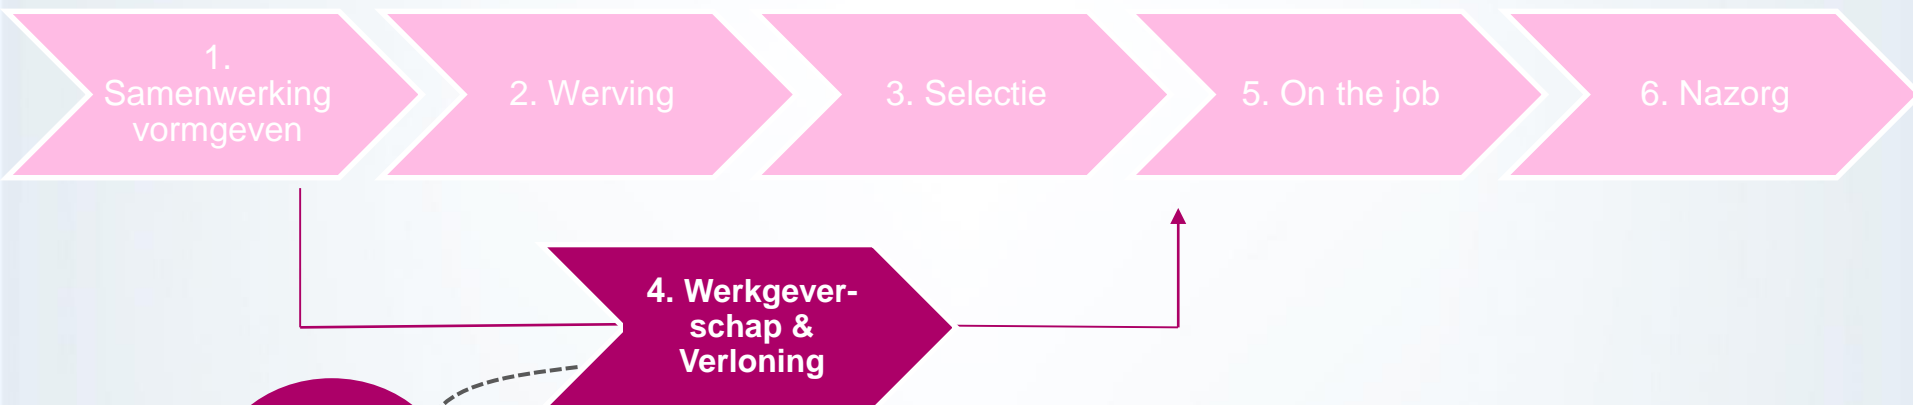 1.
Samenwerking
vormgeven
2. Werving
3. Selectie
5. On the job
6. Nazorg
4. Werkgever-
schap &
Verloning